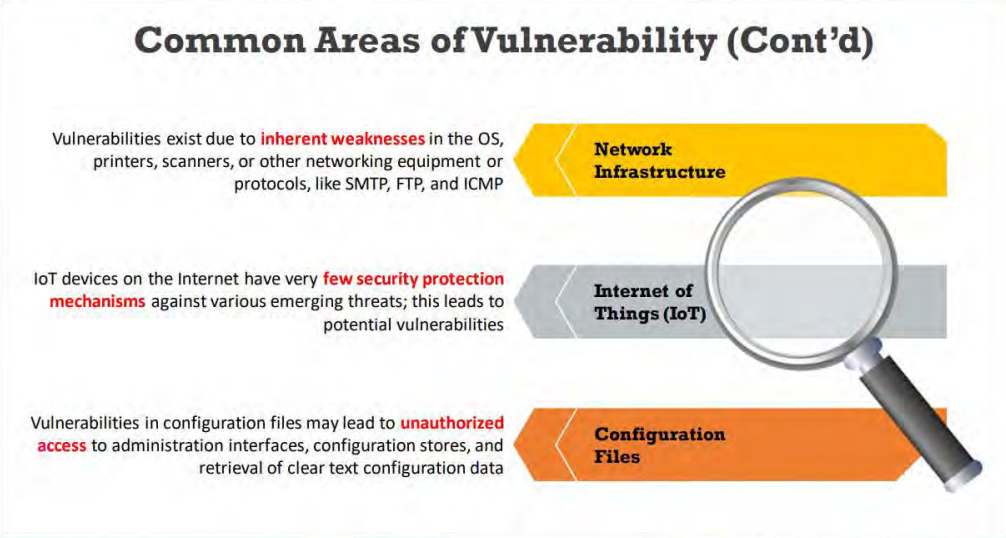 Common Areas of Vulnerability (Cont’d)
Vulnerabilities exist due to inherent weaknesses in the OS,
printers, scanners, or other networking equipment or
protocols, like SMTP, FTP, and ICMP
Network
Infrastructure
IoT devices on the Internet have very few security protection
mechanisms against various emerging threats; this leads to
potential vulnerabilities
Internet of
Things (IoT)
Vulnerabilities in configuration files may lead to unauthorized
access to administration interfaces, configuration stores, and
retrieval of clear text configuration data
Configuration
Files